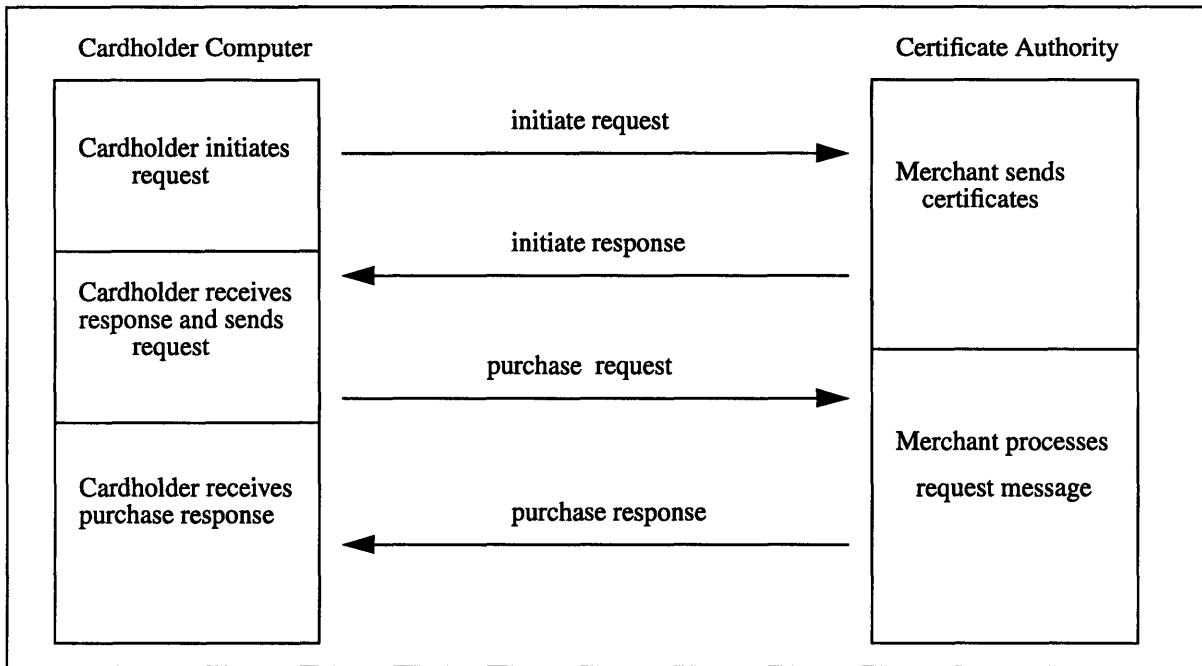 Cardholder Computer
Certificate Authority
initiate request
Cardholder initiates
request
Merchant sends
certificates
initiate response
Cardholder receives
response and sends
request
purchase request
Merchant processes
request message
Cardholder receives
purchase response
purchase response